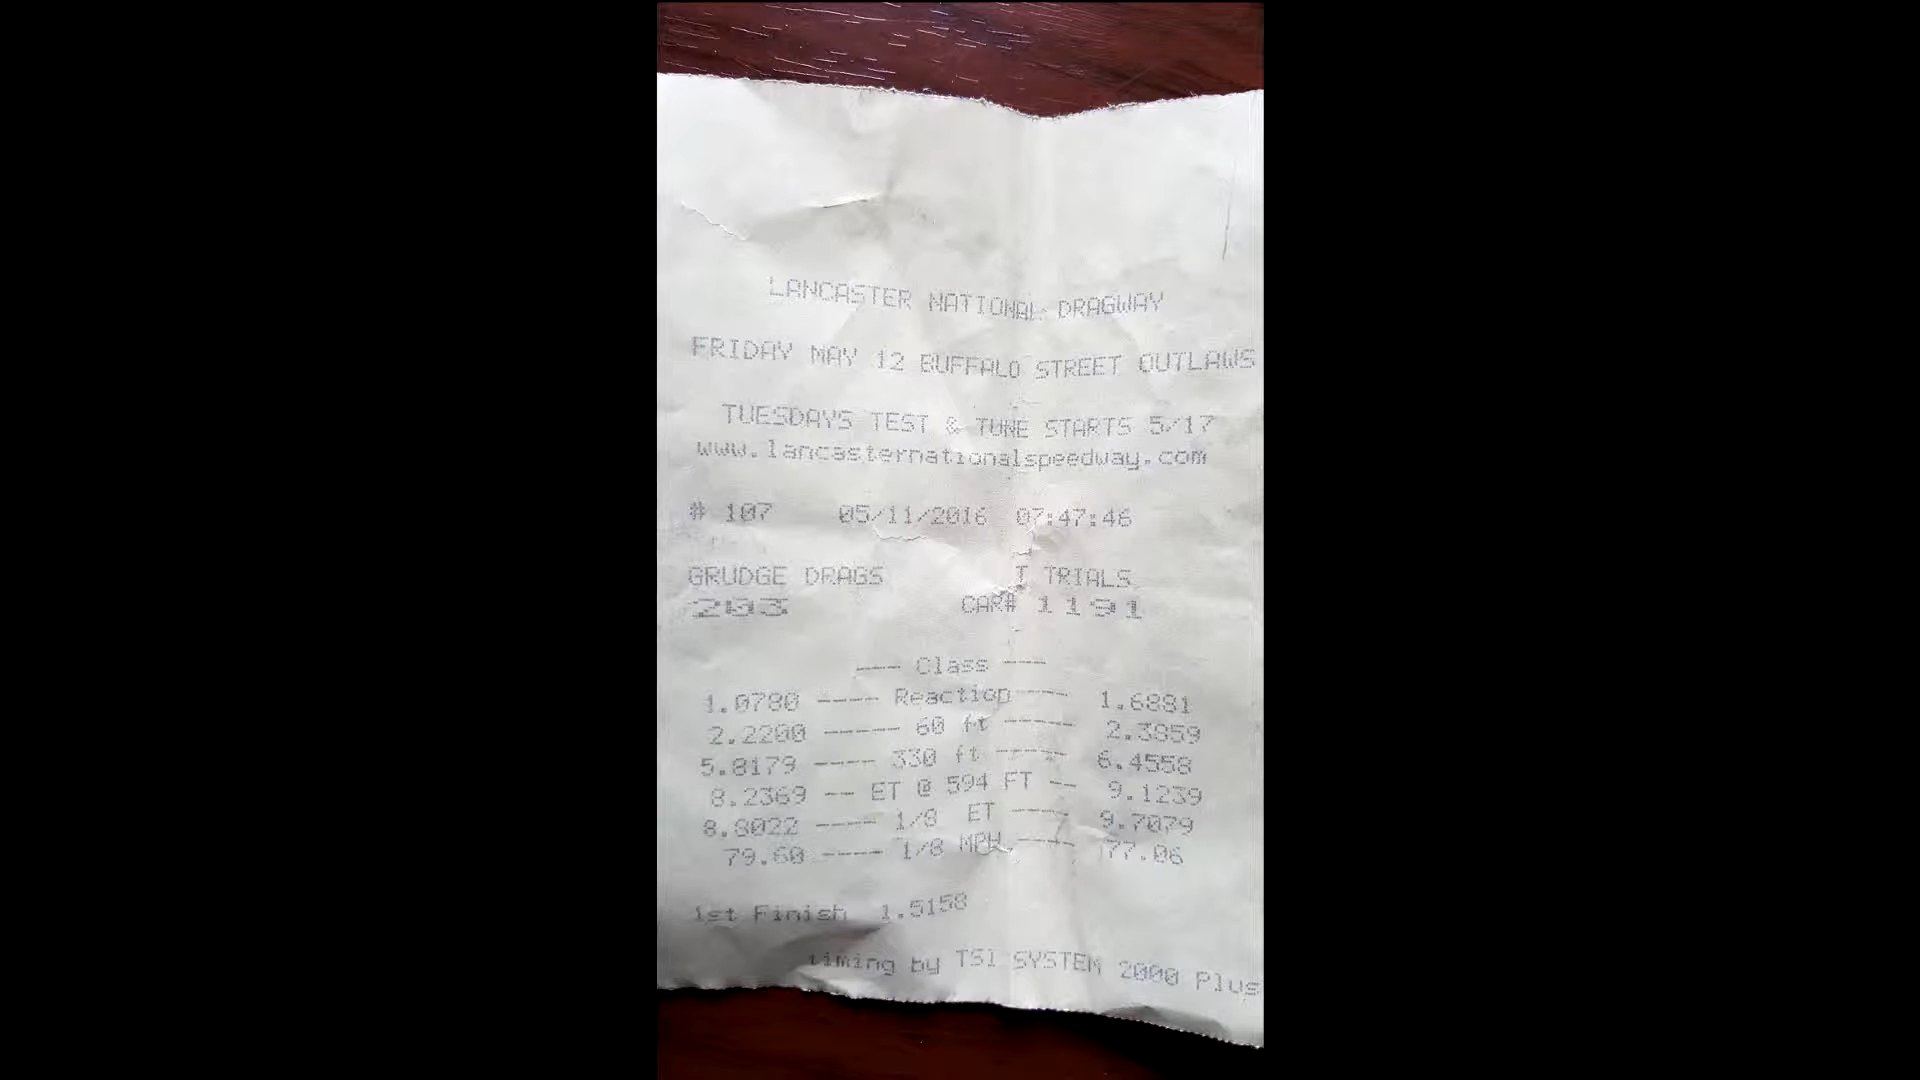 LANCASTER NATIONAL DRAGWAY
FRIDAY MAY 12 BUFFALO STREET OUTLAWS
TUESDAYS TEST & TUNE STARTS 5/17
www.lancasternationalspeedway.com
# 107 05/11/2016 07:47:46
GRUDGE DRAGS T TRIALS
203 CAR# 1191
---- Class ----
1.0780 ---- Reaction ---- 1.6881
2.2200 ----- 60 ft ----- 2.3859
5.8179 ---- 330 ft ----- 6.4558
8.2369 -- ET @ 594 FT -- 9.1239
8.8022 ---- 1/8 ET ---- 9.7079
79.60 ---- 1/8 MPH ---- 77.06
1st Finish 1.5158
timing by TSI SYSTEM 2000 Plus